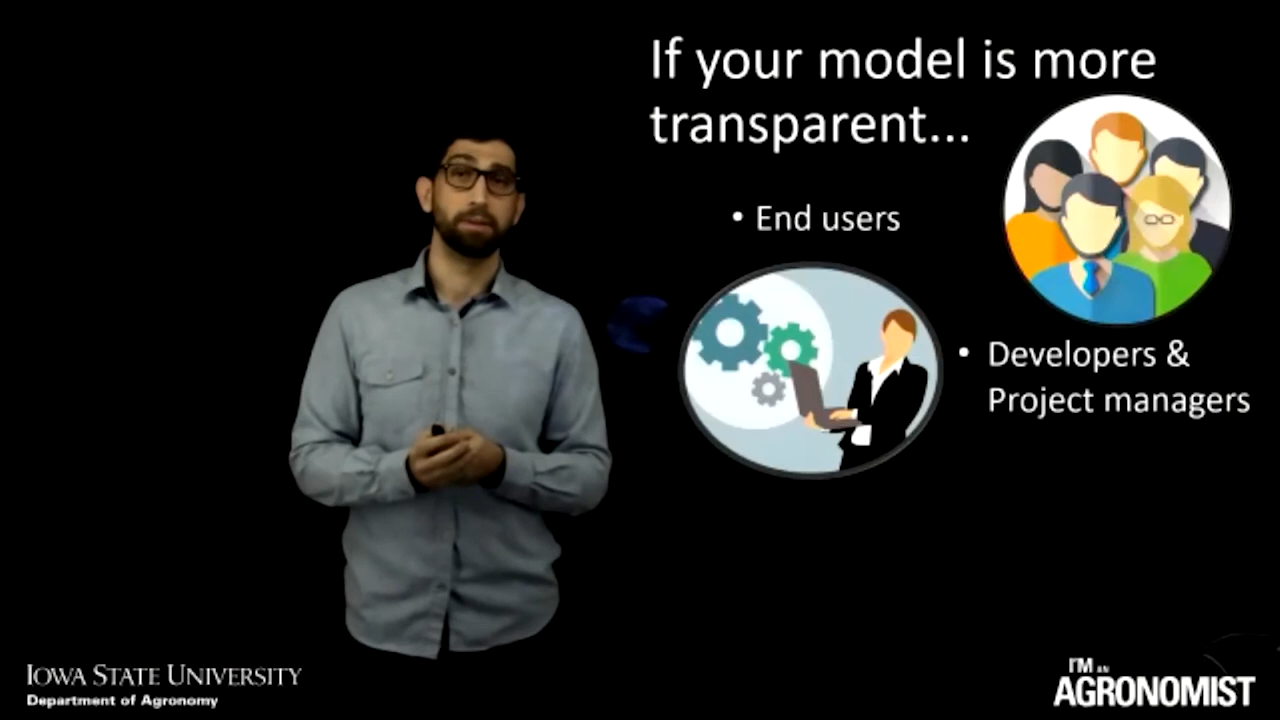 If your model is more
transparent...
• End users
• Developers &
Project managers
IOWA STATE UNIVERSITY
Department of Agronomy
I'M AN
AGRONOMIST